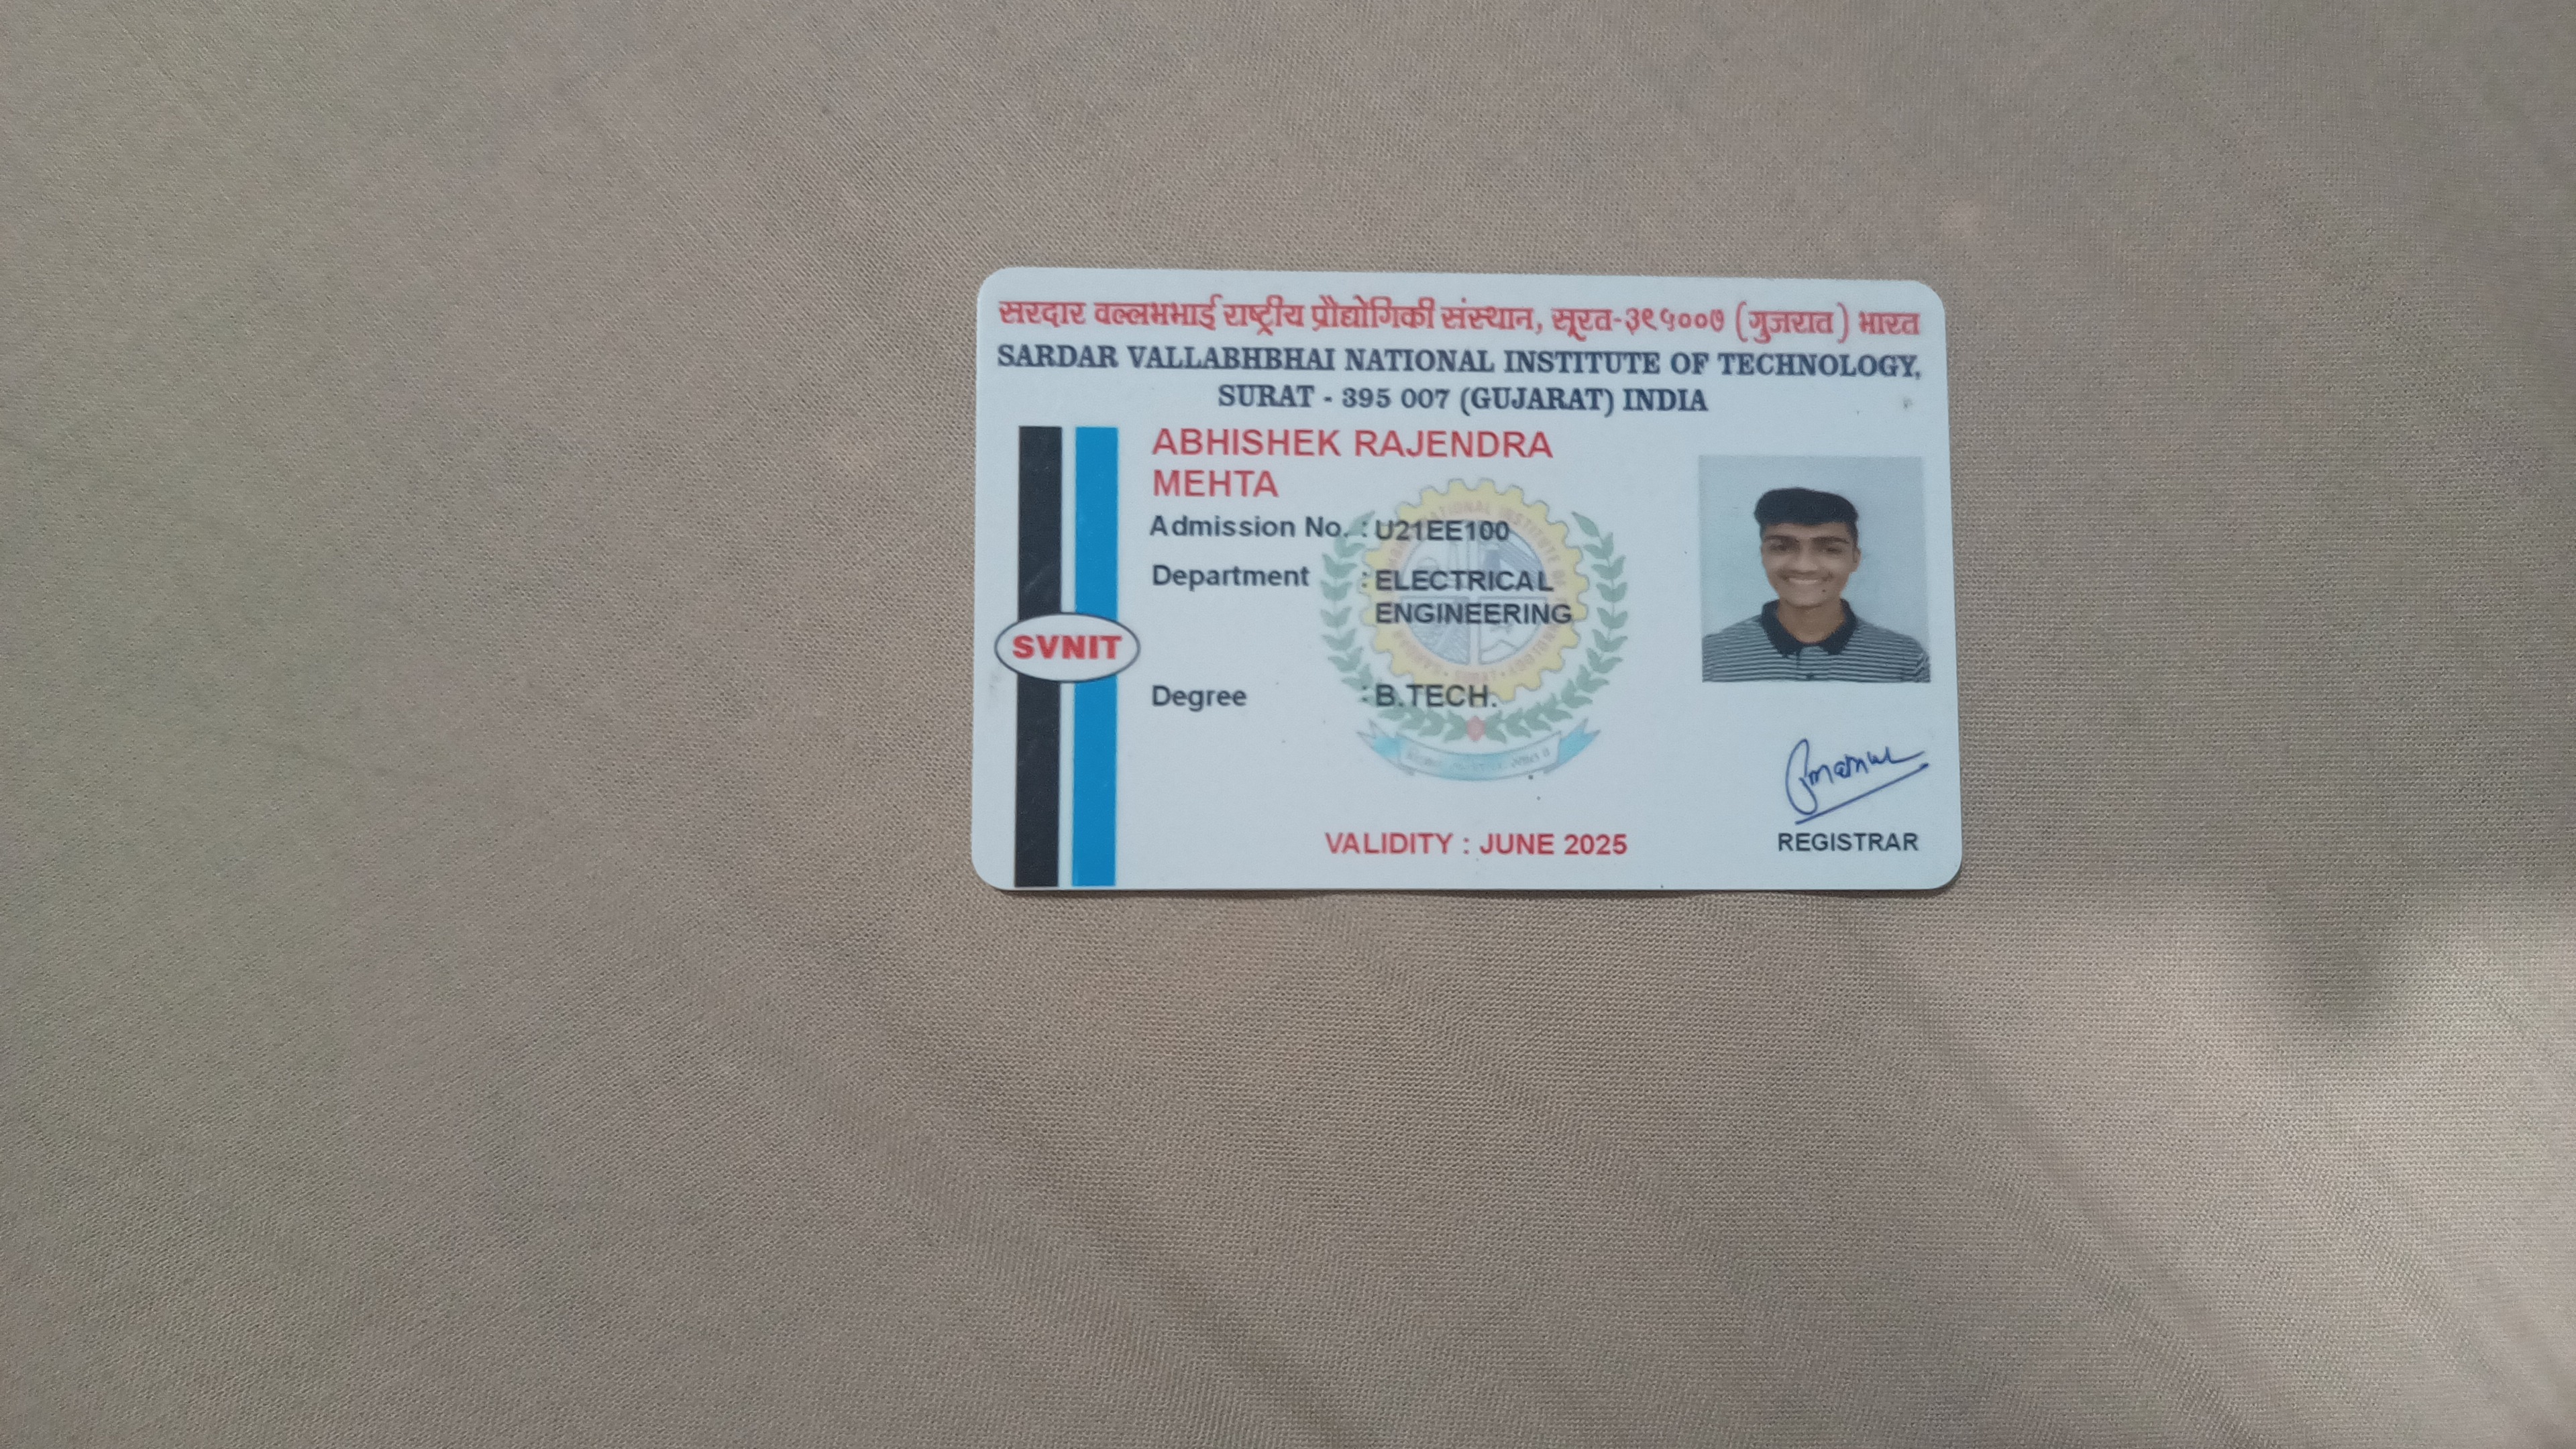 सरदार वल्लभभाई राष्ट्रीय प्रौद्योगिकी संस्थान, सूरत-३९५००७ (गुजरात) भारत
SARDAR VALLABHBHAI NATIONAL INSTITUTE OF TECHNOLOGY,
SURAT - 395 007 (GUJARAT) INDIA
SVNIT
ABHISHEK RAJENDRA
MEHTA
Admission No. : U21EE100
Department : ELECTRICAL
ENGINEERING
Degree : B.TECH.
VALIDITY : JUNE 2025
REGISTRAR